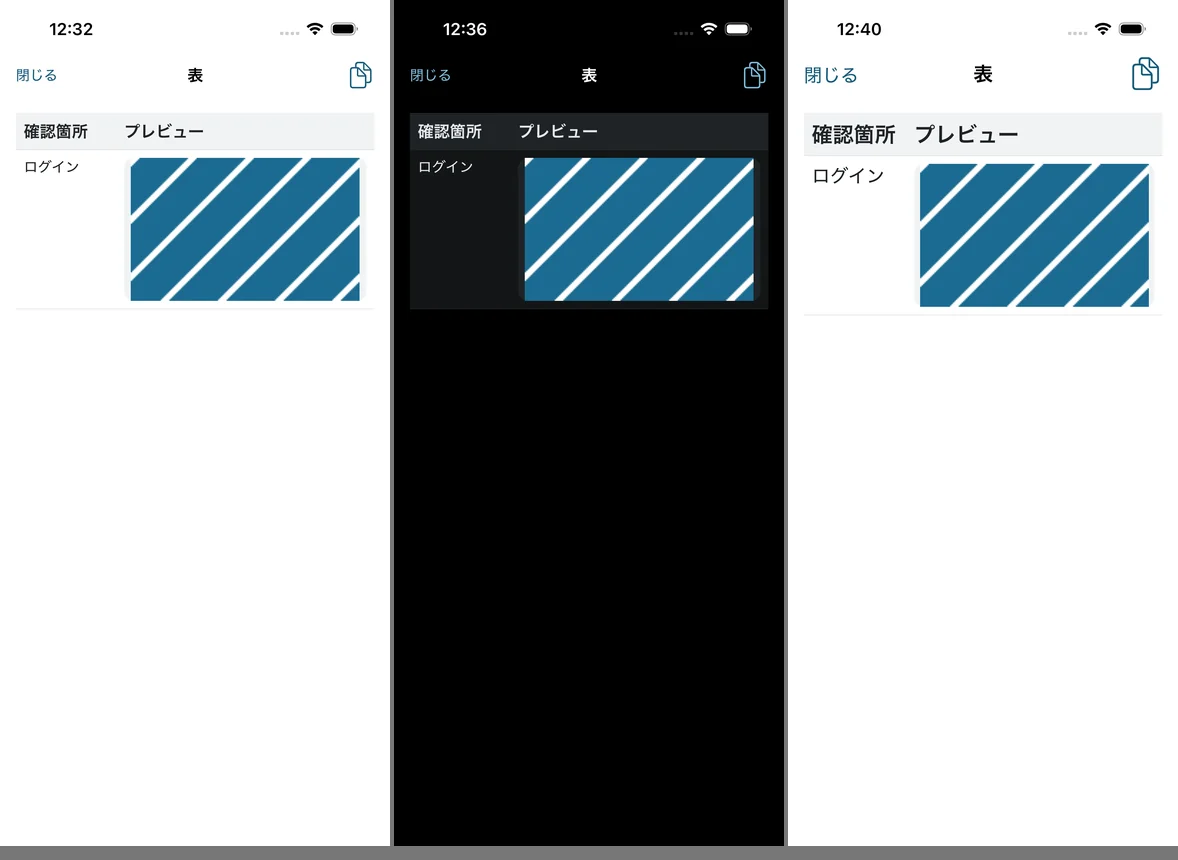 12:32
閉じる
表
確認箇所 プレビュー
ログイン
12:36
閉じる
表
確認箇所 プレビュー
ログイン
12:40
閉じる
表
確認箇所 プレビュー
ログイン